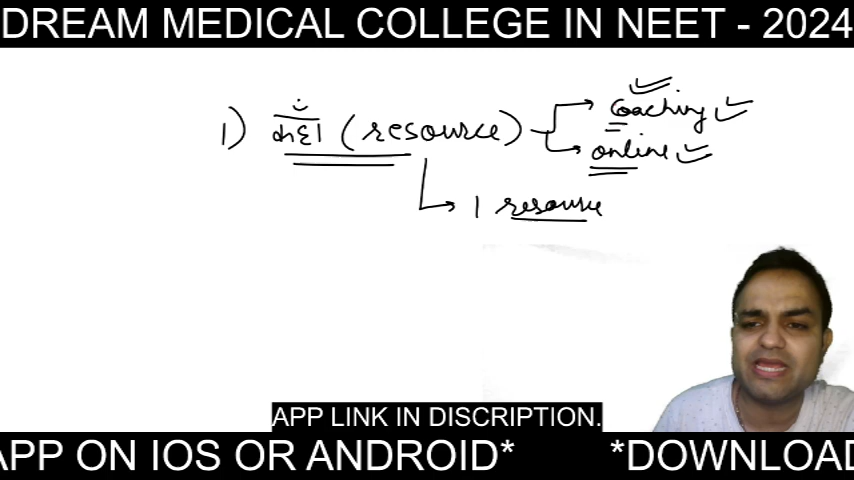 DREAM MEDICAL COLLEGE IN NEET - 2024
1) कहाँ (resource)
coaching
online
1 resource
APP LINK IN DISCRIPTION.
APP ON IOS OR ANDROID* *DOWNLOAD